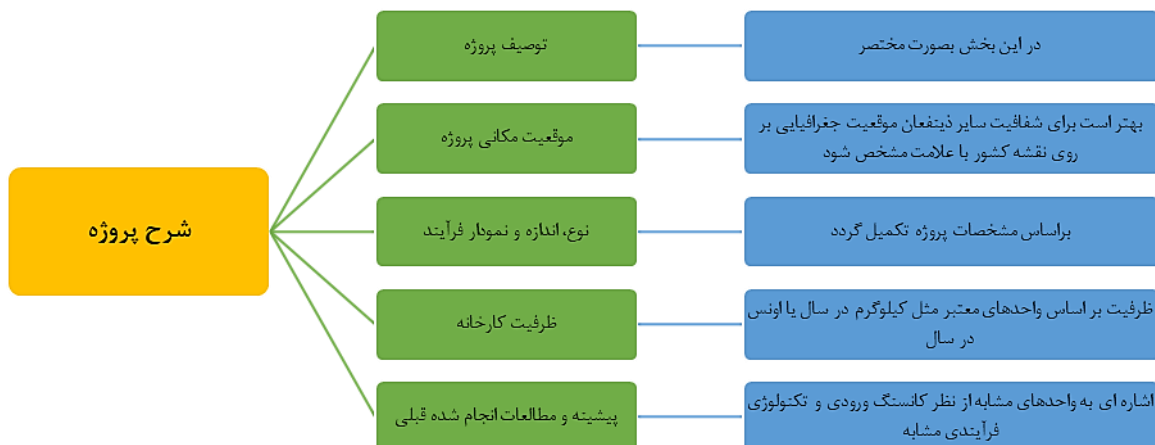 شرح پروژه
توصیف پروژه
در این بخش بصورت مختصر
موقعیت مکانی پروژه
بهتر است برای شفافیت سایر ذیتفعان موقعیت جغرافیایی بر
روی نقشه کشور با علامت مشخص شود
نوع، اندازه و نمودار فرآیند
براساس مشخصات پروژه تکمیل گردد
ظرفیت کارخانه
ظرفیت بر اساس واحدهای معتبر مثل کیلوگرم در سال یا اونس
در سال
پیشینه و مطالعات انجام شده قبلی
اشاره ای به واحدهای مشابه از نظر کانسنگ ورودی و تکنولوژی
فرآیندی مشابه